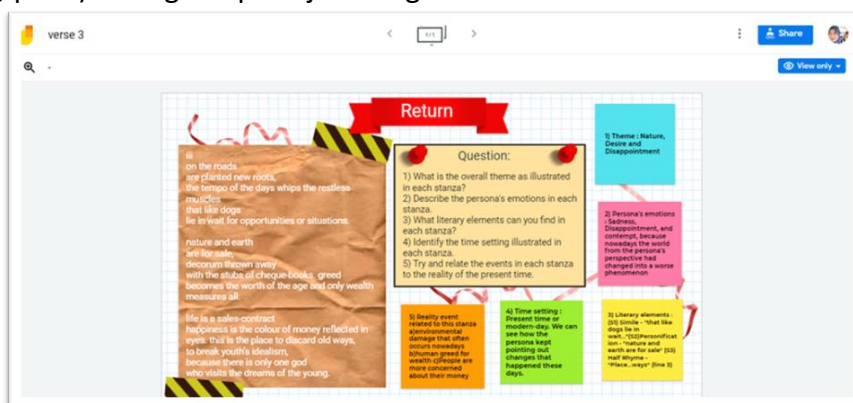 verse 3
1/1
Share
View only
Return
iii
on the roads
are planted new roots,
the tempo of the days whips the restless
muscles
that like dogs
lie in wait for opportunities or situations.
nature and earth
are for sale,
decorum thrown away
with the stubs of cheque-books. greed
becomes the worth of the age and only wealth
measures all.
life is a sales-contract
happiness is the colour of money reflected in
eyes. this is the place to discard old ways,
to break youth's idealism,
because there is only one god
who visits the dreams of the young.
Question:
1) What is the overall theme as illustrated
in each stanza?
2) Describe the persona's emotions in each
stanza.
3) What literary elements can you find in
each stanza?
4) Identify the time setting illustrated in
each stanza.
5) Try and relate the events in each stanza
to the reality of the present time.
1) Theme : Nature,
Desire and
Disappointment
2) Persona's emotions
: Sadness,
Disappointment, and
contempt, because
nowadays the world
from the persona's
perspective had
changed into a worse
phenomenon
5) Reality event
related to this stanza
a)environmental
damage that often
occurs nowadays
b)human greed for
wealth c)People are
more concerned
about their money
4) Time setting :
Present time or
modern-day. We can
see how the
persona kept
pointing out
changes that
happened these
days.
3) Literary elements :
(S1) Simile - "that like
dogs lie in
wait..."(S2)Personificat
ion - "nature and
earth are for sale" (S3)
Half Rhyme -
"Place...ways" (line 3)